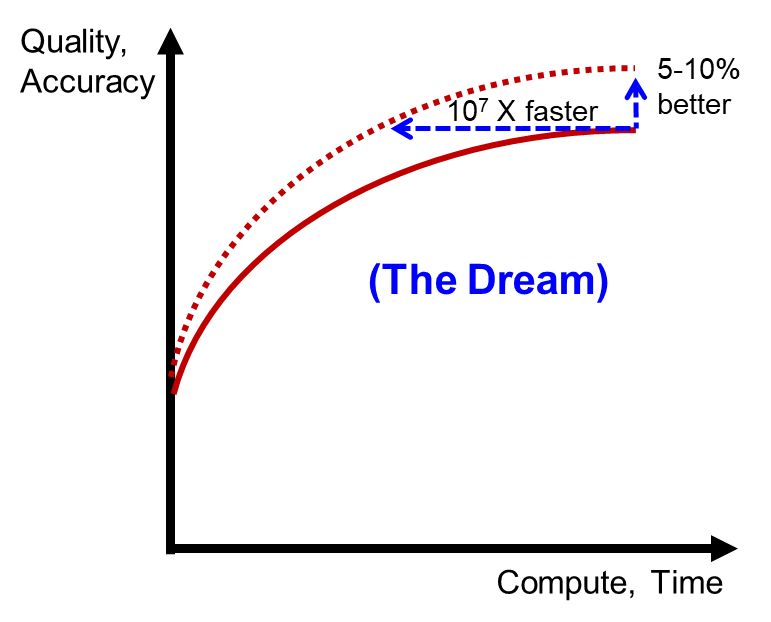 Quality,
Accuracy
5-10%
better
10⁷ X faster
(The Dream)
Compute, Time